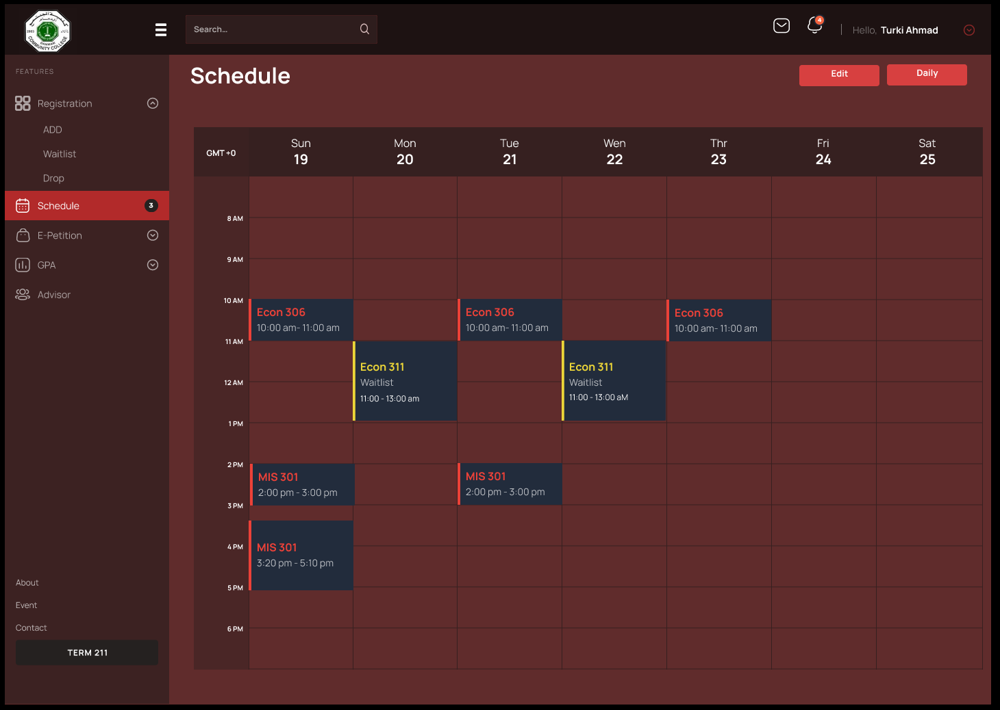 2003
DAMMAM
COMMUNITY COLLEGE
Search...
4
Hello, Turki Ahmad
FEATURES
Registration
ADD
Waitlist
Drop
Schedule
3
E-Petition
GPA
Advisor
About
Event
Contact
TERM 211
Schedule
Edit
Daily
GMT +0
Sun
19
Mon
20
Tue
21
Wen
22
Thr
23
Fri
24
Sat
25
8 AM
9 AM
10 AM
Econ 306
10:00 am- 11:00 am
Econ 306
10:00 am- 11:00 am
Econ 306
10:00 am- 11:00 am
11 AM
Econ 311
Waitlist
11:00 - 13:00 am
Econ 311
Waitlist
11:00 - 13:00 aM
12 AM
1 PM
2 PM
MIS 301
2:00 pm - 3:00 pm
MIS 301
2:00 pm - 3:00 pm
3 PM
MIS 301
3:20 pm - 5:10 pm
4 PM
5 PM
6 PM